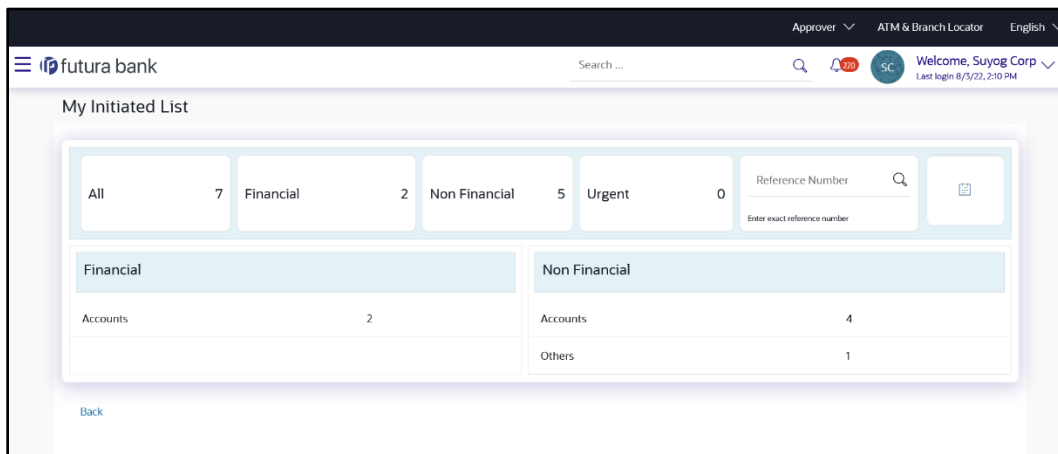 Approver ATM & Branch Locator English
futura bank Search ... 220 SC Welcome, Suyog Corp
Last login 8/3/22, 2:10 PM
My Initiated List
All 7 Financial 2 Non Financial 5 Urgent 0 Reference Number
Enter exact reference number
Financial Non Financial
Accounts 2 Accounts 4
Others 1
Back